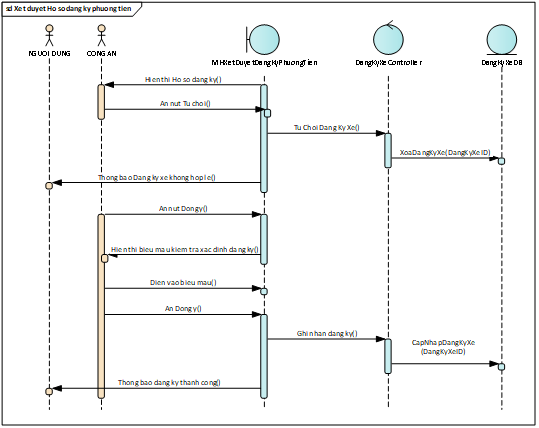 sd Xet duyet Ho so dang ky phuong tien
NGUOI DUNG
CONG AN
MHXetDuyetDangKyPhuongTien
DangKyXeController
DangKyXeDB
Hien thi Ho so dang ky()
An nut Tu choi()
Tu Choi Dang Ky Xe()
XoaDangKyXe(DangKyXeID)
Thong bao Dang ky xe khong hop le()
An nut Dong y()
Hien thi bieu mau kiem tra xac dinh dang ky()
Dien vao bieu mau()
An Dong y()
Ghi nhan dang ky()
CapNhapDangKyXe
(DangKyXeID)
Thong bao dang ky thanh cong()